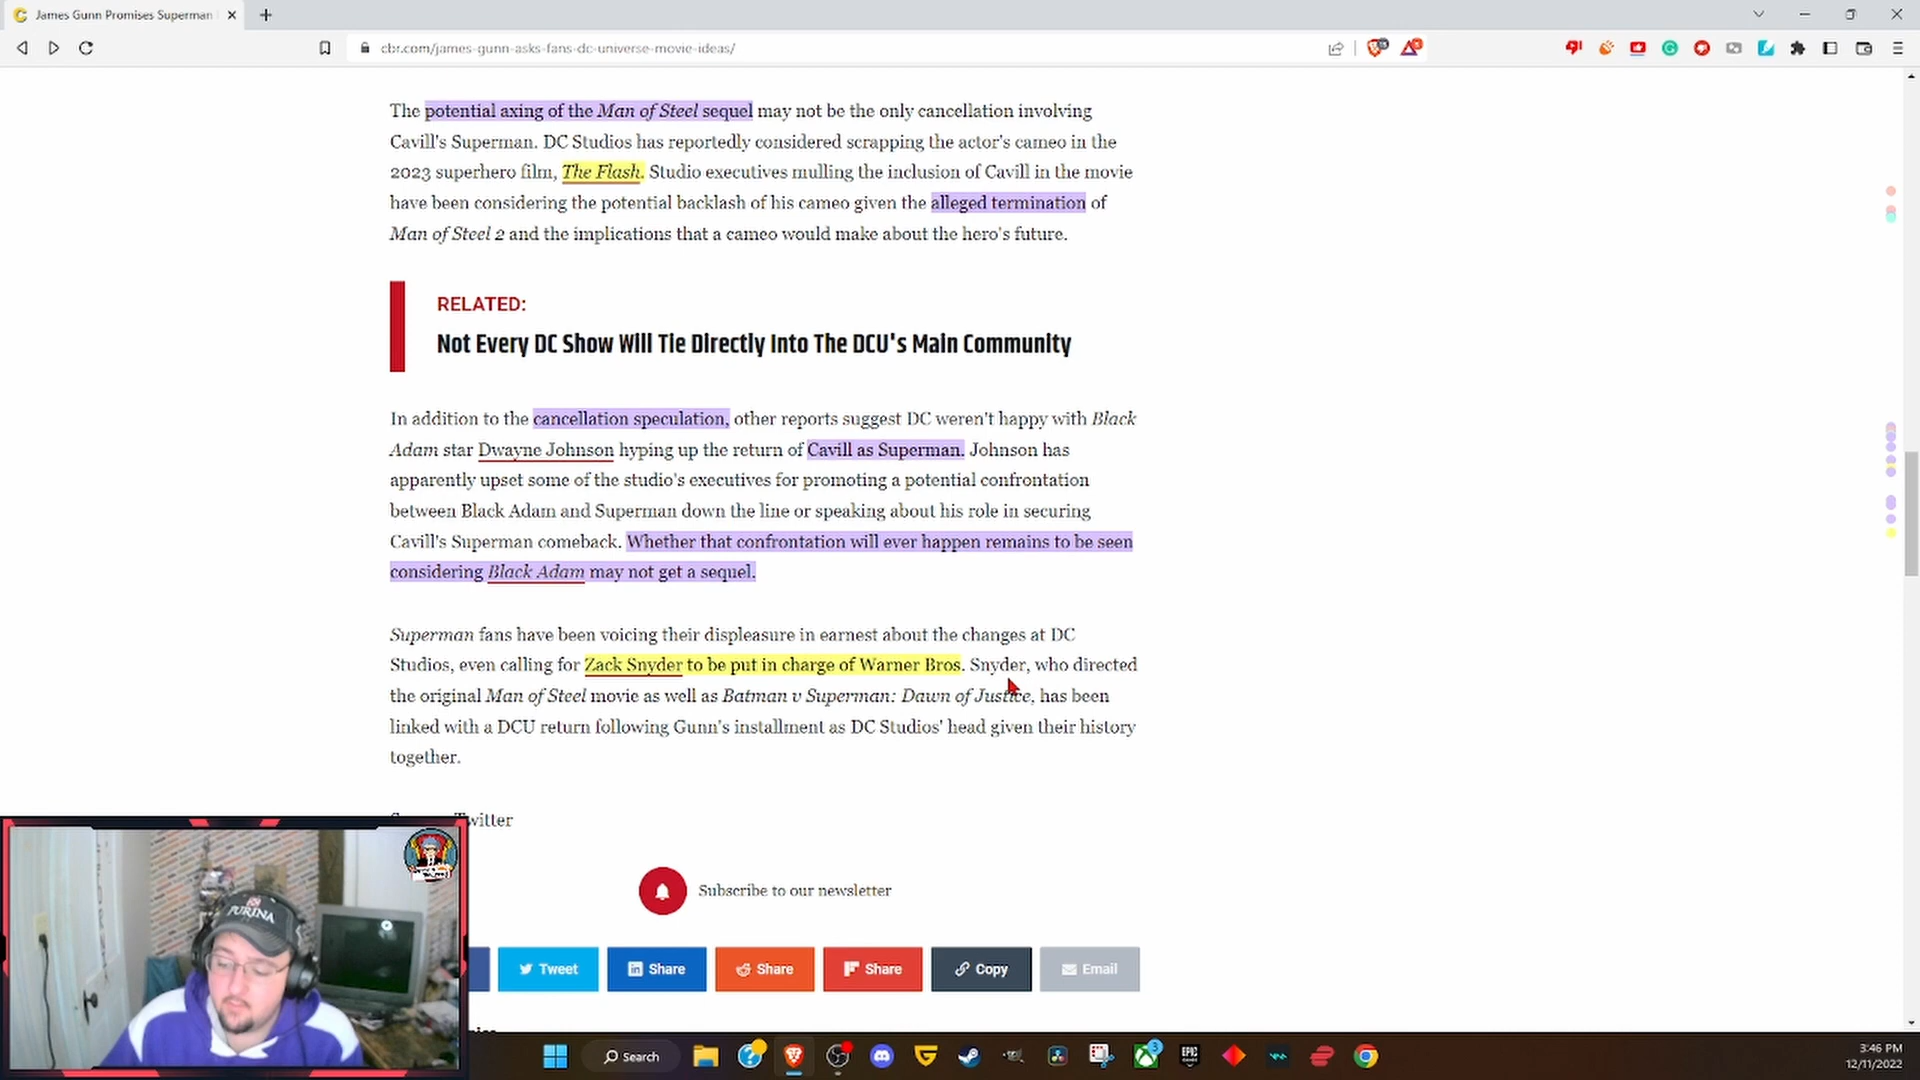 James Gunn Promises Superman
cbr.com/james-gunn-asks-fans-dc-universe-movie-ideas/
The potential axing of the Man of Steel sequel may not be the only cancellation involving
Cavill's Superman. DC Studios has reportedly considered scrapping the actor's cameo in the
2023 superhero film, The Flash. Studio executives mulling the inclusion of Cavill in the movie
have been considering the potential backlash of his cameo given the alleged termination of
Man of Steel 2 and the implications that a cameo would make about the hero's future.
RELATED:
Not Every DC Show Will Tie Directly Into The DCU's Main Community
In addition to the cancellation speculation, other reports suggest DC weren't happy with Black
Adam star Dwayne Johnson hyping up the return of Cavill as Superman. Johnson has
apparently upset some of the studio's executives for promoting a potential confrontation
between Black Adam and Superman down the line or speaking about his role in securing
Cavill's Superman comeback. Whether that confrontation will ever happen remains to be seen
considering Black Adam may not get a sequel.
Superman fans have been voicing their displeasure in earnest about the changes at DC
Studios, even calling for Zack Snyder to be put in charge of Warner Bros. Snyder, who directed
the original Man of Steel movie as well as Batman v Superman: Dawn of Justice, has been
linked with a DCU return following Gunn's installment as DC Studios' head given their history
together.
Twitter
Subscribe to our newsletter
Tweet
Share
Share
Share
Copy
Email
PURINA
Search
3
EPIC
3:46 PM
12/11/2022